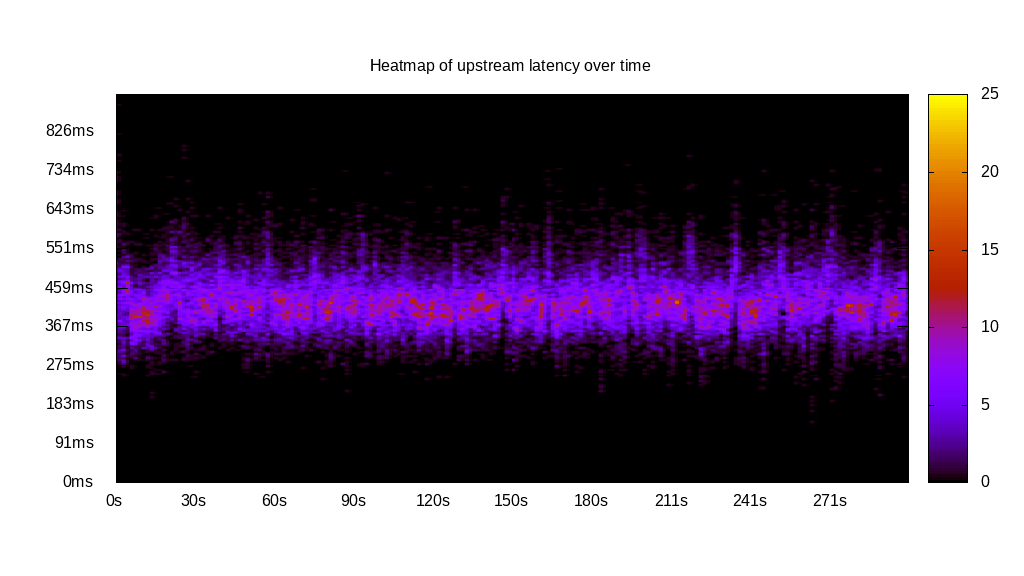 Heatmap of upstream latency over time
826ms
734ms
643ms
551ms
459ms
367ms
275ms
183ms
91ms
0ms
0s 30s 60s 90s 120s 150s 180s 211s 241s 271s
25
20
15
10
5
0